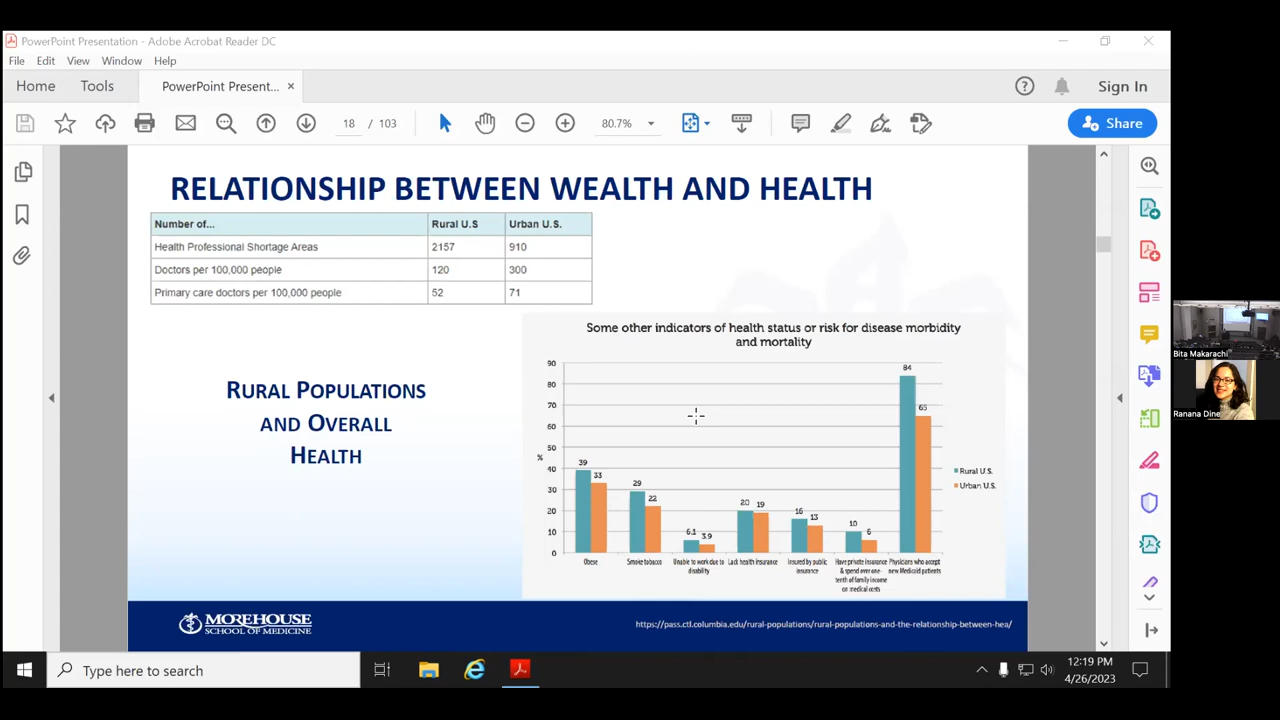 PowerPoint Presentation - Adobe Acrobat Reader DC
File Edit View Window Help
Home Tools PowerPoint Present... × Sign In
18 / 103 80.7% Share
RELATIONSHIP BETWEEN WEALTH AND HEALTH
Number of... Rural U.S Urban U.S.
Health Professional Shortage Areas 2157 910
Doctors per 100,000 people 120 300
Primary care doctors per 100,000 people 52 71
RURAL POPULATIONS
AND OVERALL
HEALTH
Some other indicators of health status or risk for disease morbidity
and mortality
%
90
80
70
60
50
40
30
20
10
0
39 33
29 22
6.1 3.9
20 19
16 13
10 6
84 65
Obese
Smoke tobacco
Unable to work due to
disability
Lack health insurance
Insured by public
insurance
Have private insurance
& spend over one-
tenth of family income
on medical costs
Physicians who accept
new Medicaid patients
Rural U.S.
Urban U.S.
MOREHOUSE
SCHOOL OF MEDICINE
https://pass.ctl.columbia.edu/rural-populations/rural-populations-and-the-relationship-between-hea/
Bita Makarachi
Ranana Dine
Type here to search
12:19 PM
4/26/2023